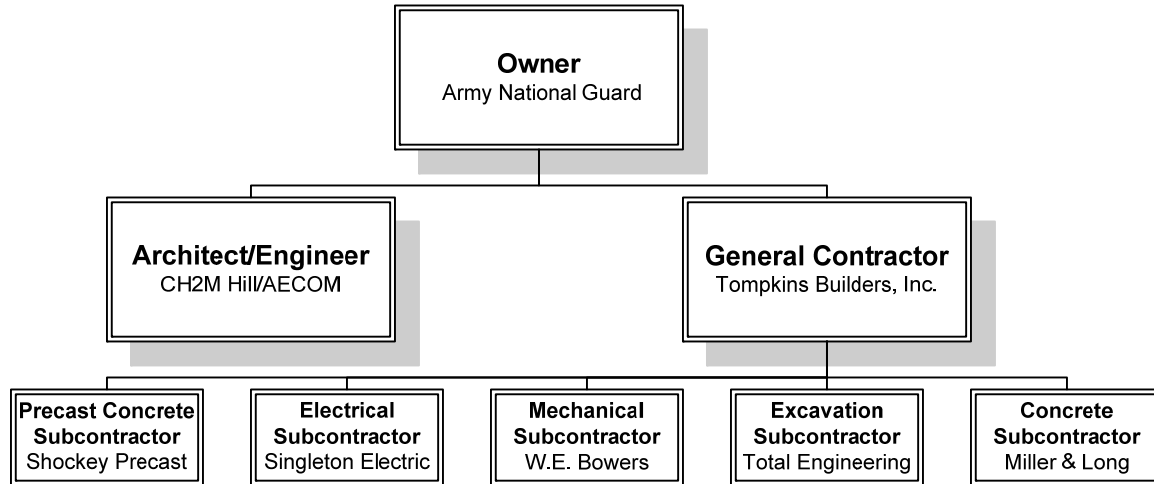 Owner
Army National Guard
Architect/Engineer
CH2M Hill/AECOM
General Contractor
Tompkins Builders, Inc.
Precast Concrete
Subcontractor
Shockey Precast
Electrical
Subcontractor
Singleton Electric
Mechanical
Subcontractor
W.E. Bowers
Excavation
Subcontractor
Total Engineering
Concrete
Subcontractor
Miller & Long